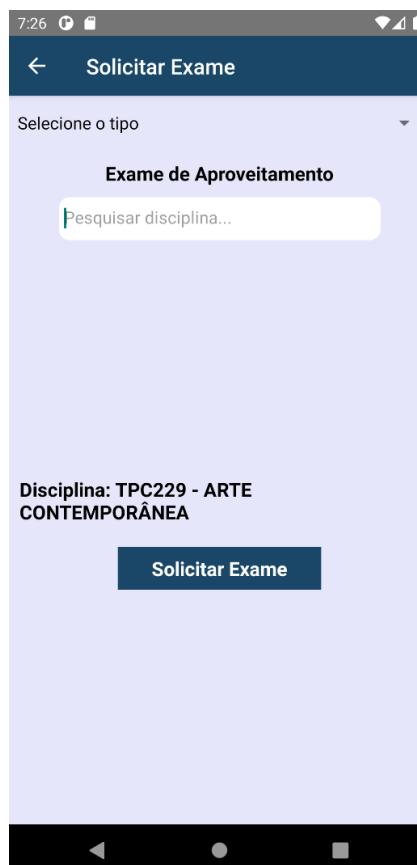 7:26
Solicitar Exame
Selecione o tipo
Exame de Aproveitamento
Pesquisar disciplina...
Disciplina: TPC229 - ARTE
CONTEMPORÂNEA
Solicitar Exame